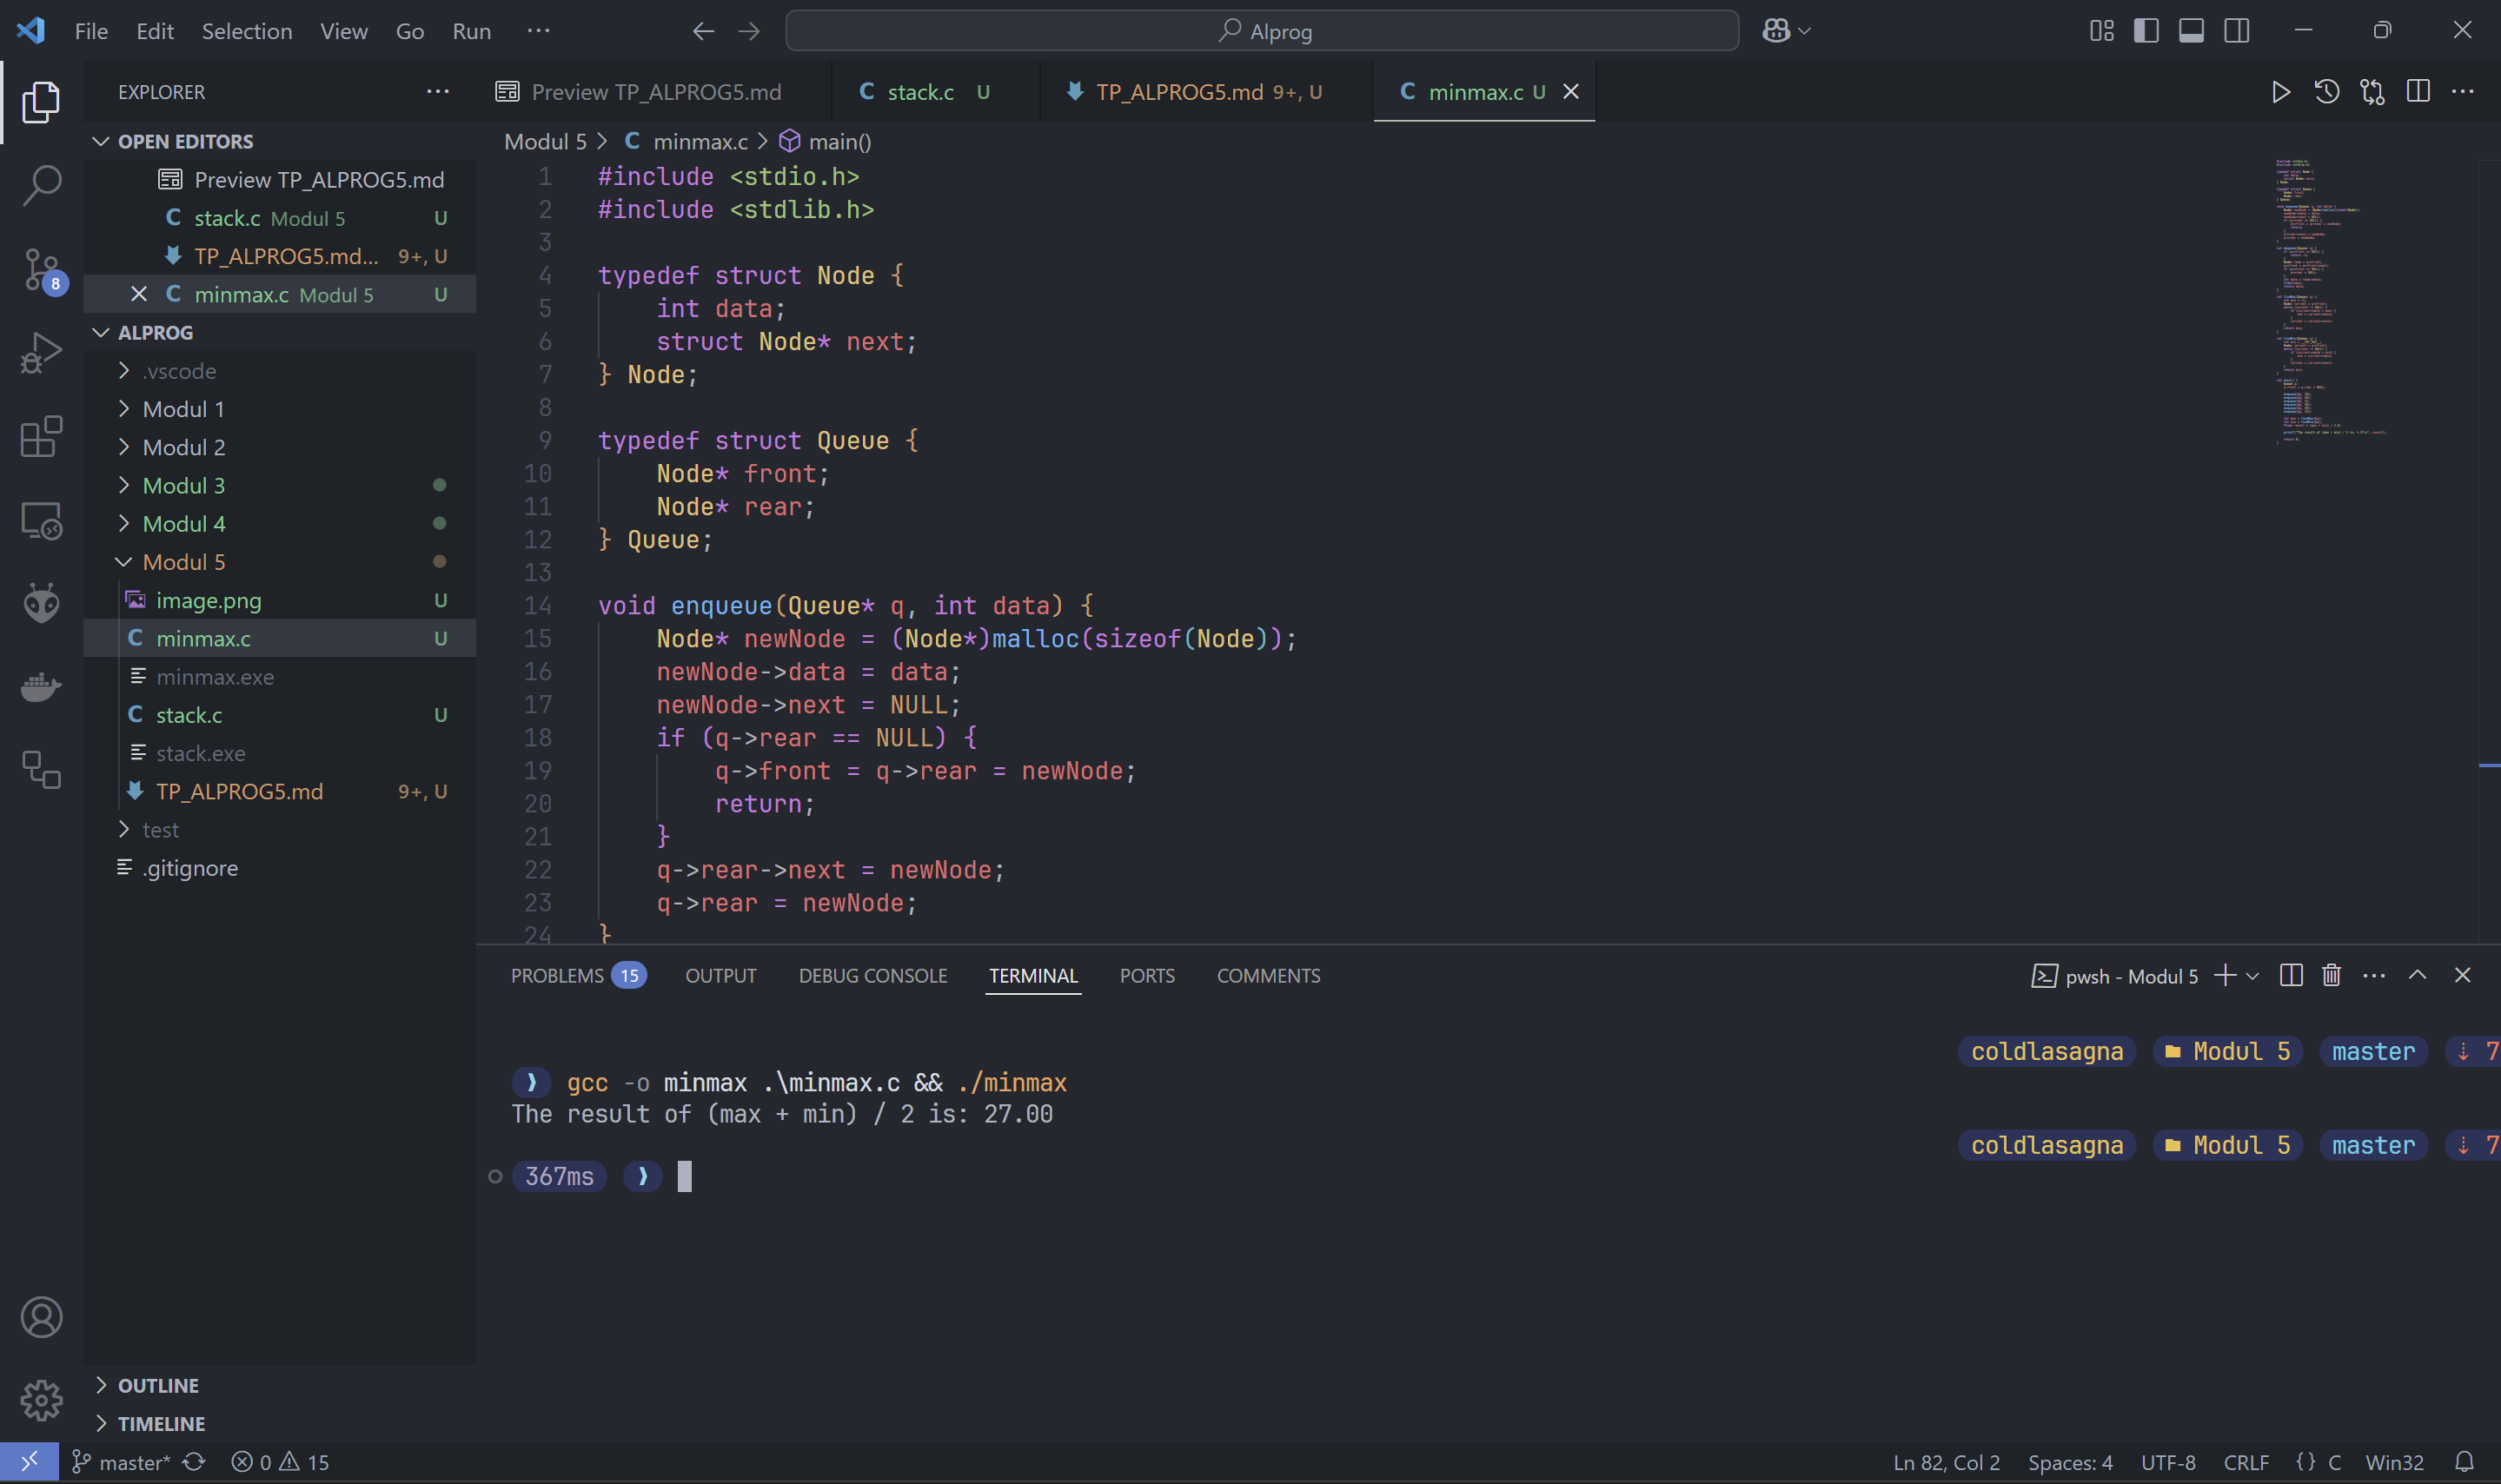 File Edit Selection View Go Run ··· Alprog
EXPLORER
Preview TP_ALPROG5.md
stack.c U
TP_ALPROG5.md 9+, U
minmax.c U
OPEN EDITORS
Preview TP_ALPROG5.md
stack.c Modul 5 U
TP_ALPROG5.md... 9+, U
minmax.c Modul 5 U
8
ALPROG
.vscode
Modul 1
Modul 2
Modul 3
Modul 4
Modul 5
image.png U
minmax.c U
minmax.exe
stack.c U
stack.exe
TP_ALPROG5.md 9+, U
test
.gitignore
OUTLINE
TIMELINE
Modul 5 > C minmax.c > main()
1 #include <stdio.h>
2 #include <stdlib.h>
3
4 typedef struct Node {
5     int data;
6     struct Node* next;
7 } Node;
8
9 typedef struct Queue {
10     Node* front;
11     Node* rear;
12 } Queue;
13
14 void enqueue(Queue* q, int data) {
15     Node* newNode = (Node*)malloc(sizeof(Node));
16     newNode->data = data;
17     newNode->next = NULL;
18     if (q->rear == NULL) {
19         q->front = q->rear = newNode;
20         return;
21     }
22     q->rear->next = newNode;
23     q->rear = newNode;
24 }
PROBLEMS 15 OUTPUT DEBUG CONSOLE TERMINAL PORTS COMMENTS
pwsh - Modul 5
coldlasagna Modul 5 master ↓ 7
❯ gcc -o minmax .\minmax.c && ./minmax
The result of (max + min) / 2 is: 27.00
coldlasagna Modul 5 master ↓ 7
367ms ❯
master* 0 15
Ln 82, Col 2 Spaces: 4 UTF-8 CRLF {} C Win32